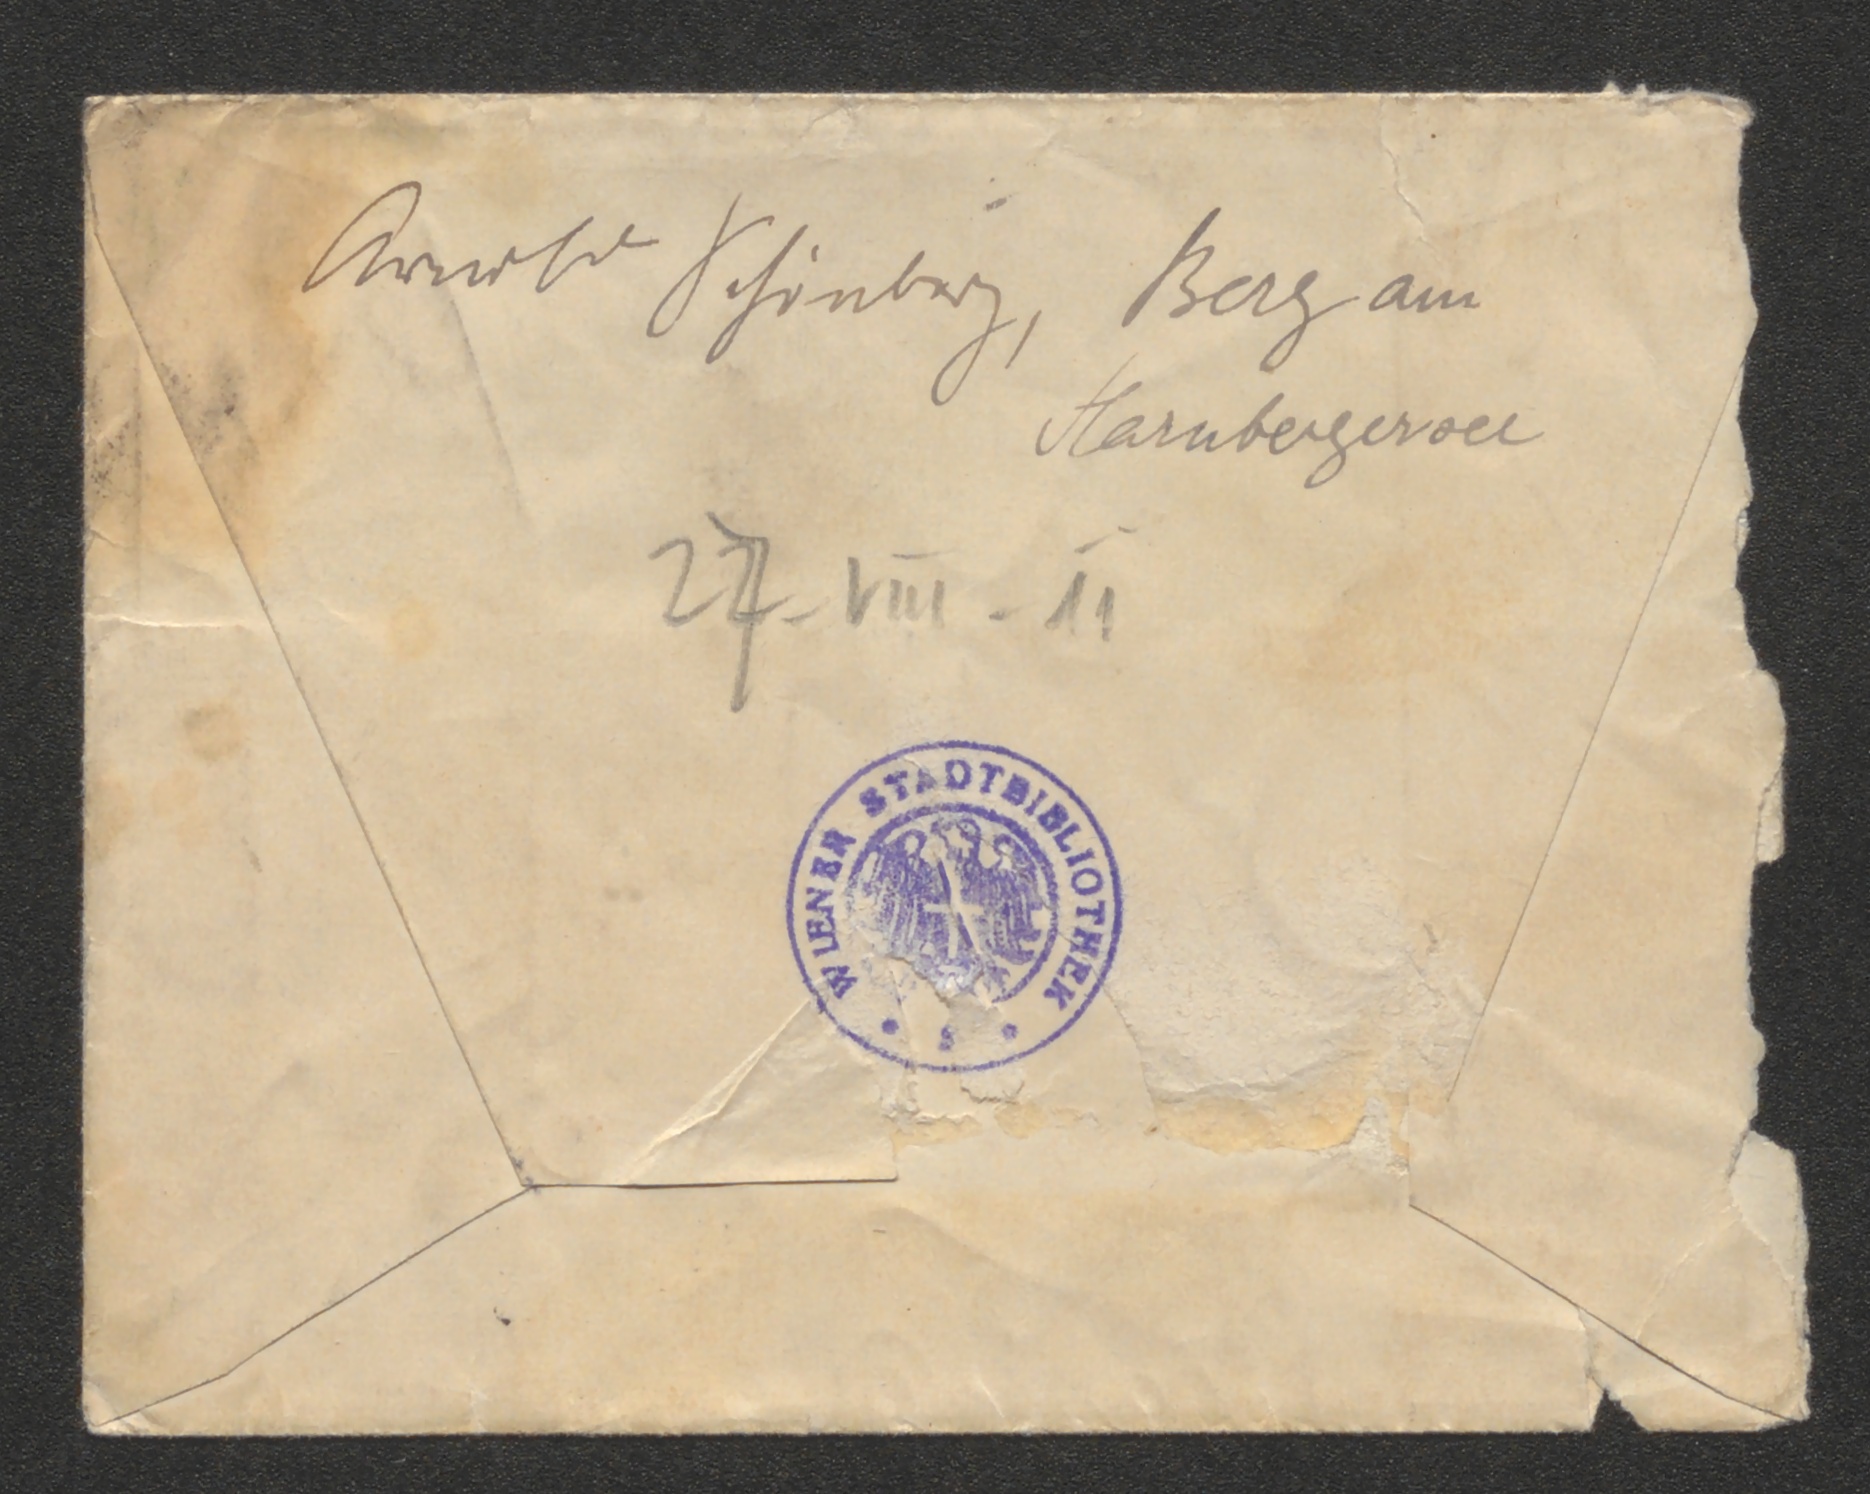 Arnold Schönberg, Berg am
Starnbergersee
27-VIII-11
WIENER STADTBIBLIOTHEK